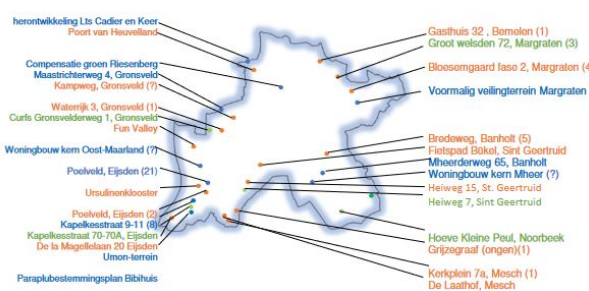 herontwikkeling Lts Cadier en Keer
Poort van Heuvelland
Compensatie groen Riesenberg
Maastrichterweg 4, Gronsveld
Kampweg, Gronsveld (?)
Waterrijk 3, Gronsveld (1)
Curfs Gronsvelderweg 1, Gronsveld
Fun Valley
Woningbouw kern Oost-Maarland (?)
Poelveld, Eijsden (21)
Ursulinenklooster
Poelveld, Eijsden (2)
Kapelkesstraat 9-11 (8)
Kapelkesstraat 70-70A, Eijsden
De la Magellelaan 20 Eijsden
Umon-terrein
Paraplubestemmingsplan Bibihuis
Gasthuis 32 , Bemelen (1)
Groot welsden 72, Margraten (3)
Bloesemgaard fase 2, Margraten (4
Voormalig veilingterrein Margraten
Bredeweg, Banholt (5)
Fietspad Bükel, Sint Geertruid
Mheerderweg 65, Banholt
Woningbouw kern Mheer (?)
Heiweg 15, St. Geertruid
Heiweg 7, Sint Geertruid
Hoeve Kleine Peul, Noorbeek
Grijzegraaf (ongen)(1)
Kerkplein 7a, Mesch (1)
De Laathof, Mesch